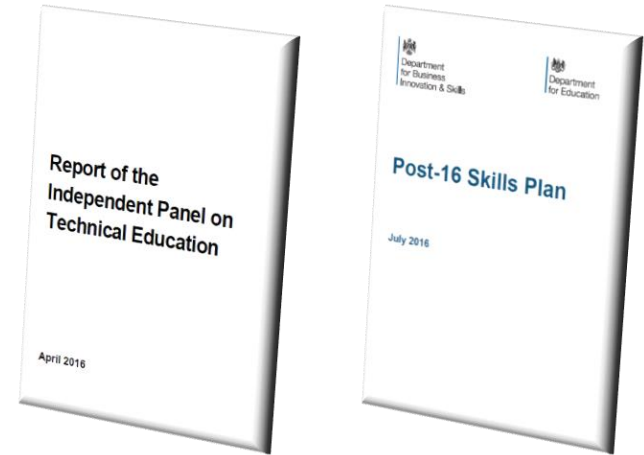 Report of the
Independent Panel on
Technical Education
April 2016
Department
for Business
Innovation & Skills
Department
for Education
Post-16 Skills Plan
July 2016